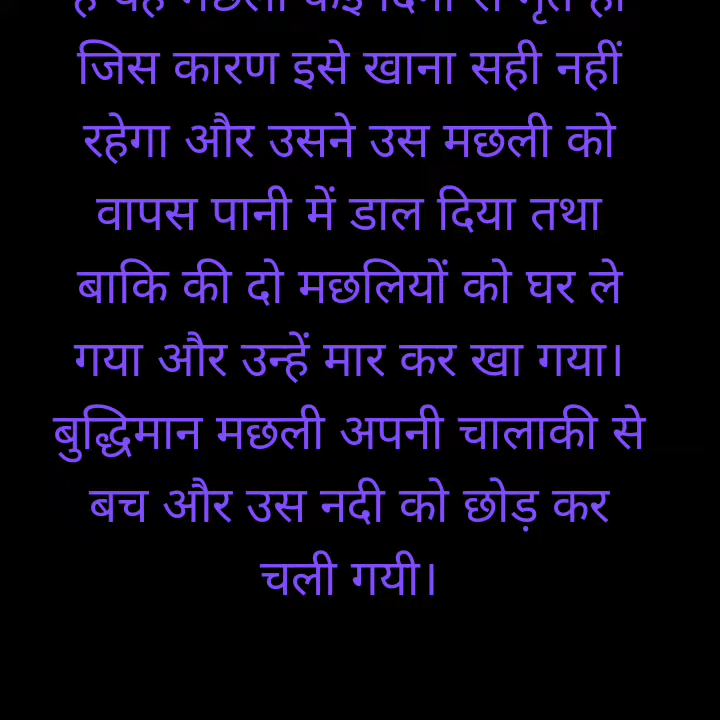 जिस कारण इसे खाना सही नहीं
रहेगा और उसने उस मछली को
वापस पानी में डाल दिया तथा
बाकि की दो मछलियों को घर ले
गया और उन्हें मार कर खा गया।
बुद्धिमान मछली अपनी चालाकी से
बच और उस नदी को छोड़ कर
चली गयी।